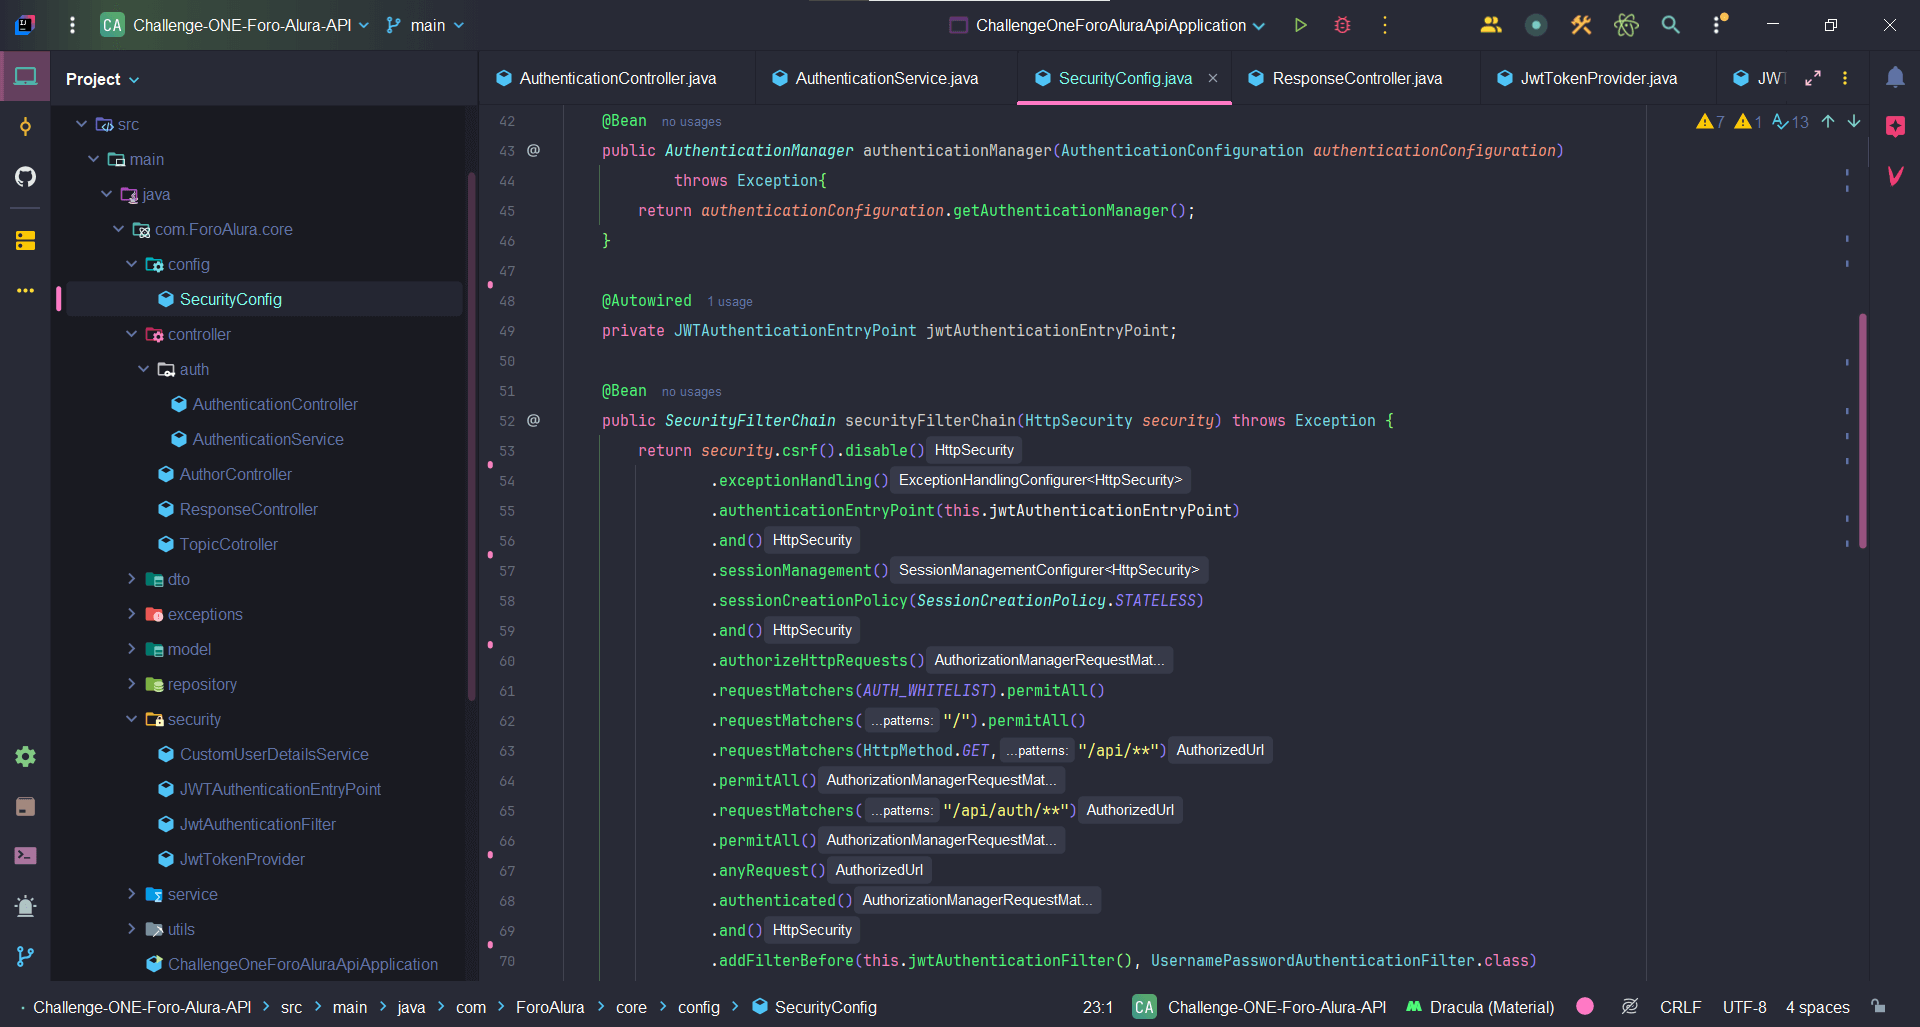 CA Challenge-ONE-Foro-Alura-API main ChallengeOneForoAluraApiApplication
Project
AuthenticationController.java AuthenticationService.java SecurityConfig.java ResponseController.java JwtTokenProvider.java JWT
src
main
java
com.ForoAlura.core
config
SecurityConfig
controller
auth
AuthenticationController
AuthenticationService
AuthorController
ResponseController
TopicCotroller
dto
exceptions
model
repository
security
CustomUserDetailsService
JWTAuthenticationEntryPoint
JwtAuthenticationFilter
JwtTokenProvider
service
utils
ChallengeOneForoAluraApiApplication
7 1 13
42 @Bean no usages
43 @ public AuthenticationManager authenticationManager(AuthenticationConfiguration authenticationConfiguration)
44 throws Exception{
45 return authenticationConfiguration.getAuthenticationManager();
46 }
47
48 @Autowired 1 usage
49 private JWTAuthenticationEntryPoint jwtAuthenticationEntryPoint;
50
51 @Bean no usages
52 @ public SecurityFilterChain securityFilterChain(HttpSecurity security) throws Exception {
53 return security.csrf().disable() HttpSecurity
54 .exceptionHandling() ExceptionHandlingConfigurer<HttpSecurity>
55 .authenticationEntryPoint(this.jwtAuthenticationEntryPoint)
56 .and() HttpSecurity
57 .sessionManagement() SessionManagementConfigurer<HttpSecurity>
58 .sessionCreationPolicy(SessionCreationPolicy.STATELESS)
59 .and() HttpSecurity
60 .authorizeHttpRequests() AuthorizationManagerRequestMat...
61 .requestMatchers(AUTH_WHITELIST).permitAll()
62 .requestMatchers( ...patterns: "/").permitAll()
63 .requestMatchers(HttpMethod.GET, ...patterns: "/api/**") AuthorizedUrl
64 .permitAll() AuthorizationManagerRequestMat...
65 .requestMatchers( ...patterns: "/api/auth/**") AuthorizedUrl
66 .permitAll() AuthorizationManagerRequestMat...
67 .anyRequest() AuthorizedUrl
68 .authenticated() AuthorizationManagerRequestMat...
69 .and() HttpSecurity
70 .addFilterBefore(this.jwtAuthenticationFilter(), UsernamePasswordAuthenticationFilter.class)
Challenge-ONE-Foro-Alura-API > src > main > java > com > ForoAlura > core > config > SecurityConfig 23:1 CA Challenge-ONE-Foro-Alura-API Dracula (Material) CRLF UTF-8 4 spaces